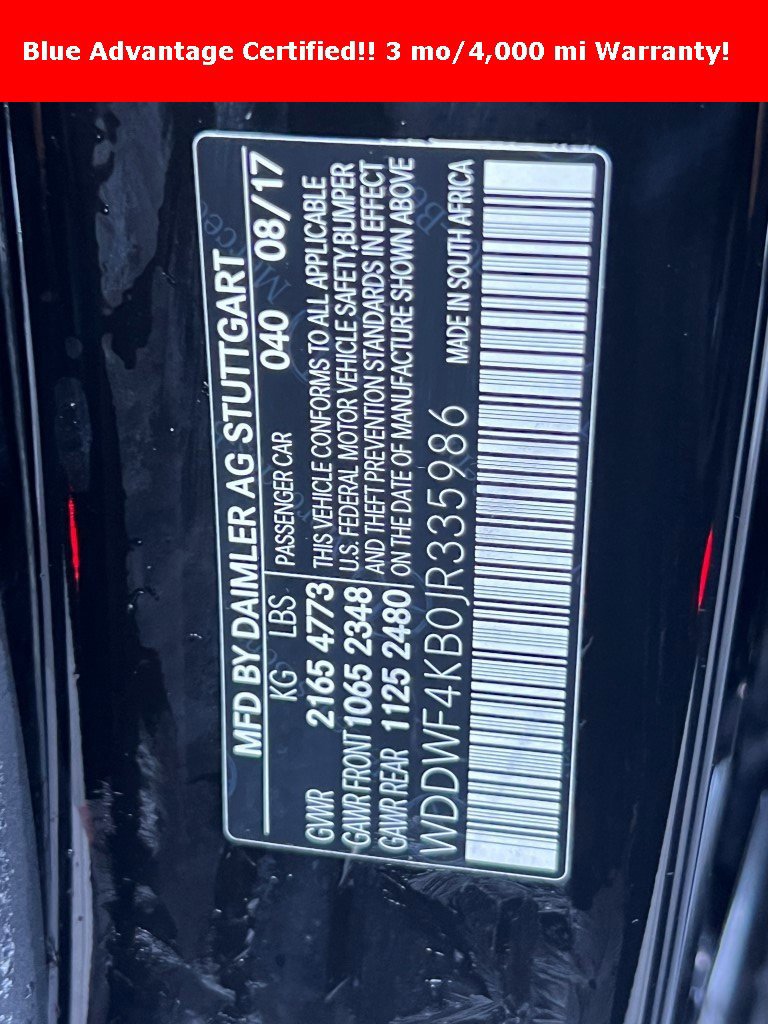 Blue Advantage Certified!! 3 mo/4,000 mi Warranty!
MFD BY DAIMLER AG STUTTGART
KG LBS PASSENGER CAR 040 08/17
GVWR 2165 4773 THIS VEHICLE CONFORMS TO ALL APPLICABLE
U.S. FEDERAL MOTOR VEHICLE SAFETY,BUMPER
GAWR FRONT 1065 2348 AND THEFT PREVENTION STANDARDS IN EFFECT
GAWR REAR 1125 2480 ON THE DATE OF MANUFACTURE SHOWN ABOVE
WDDWF4KB0JR335986 MADE IN SOUTH AFRICA